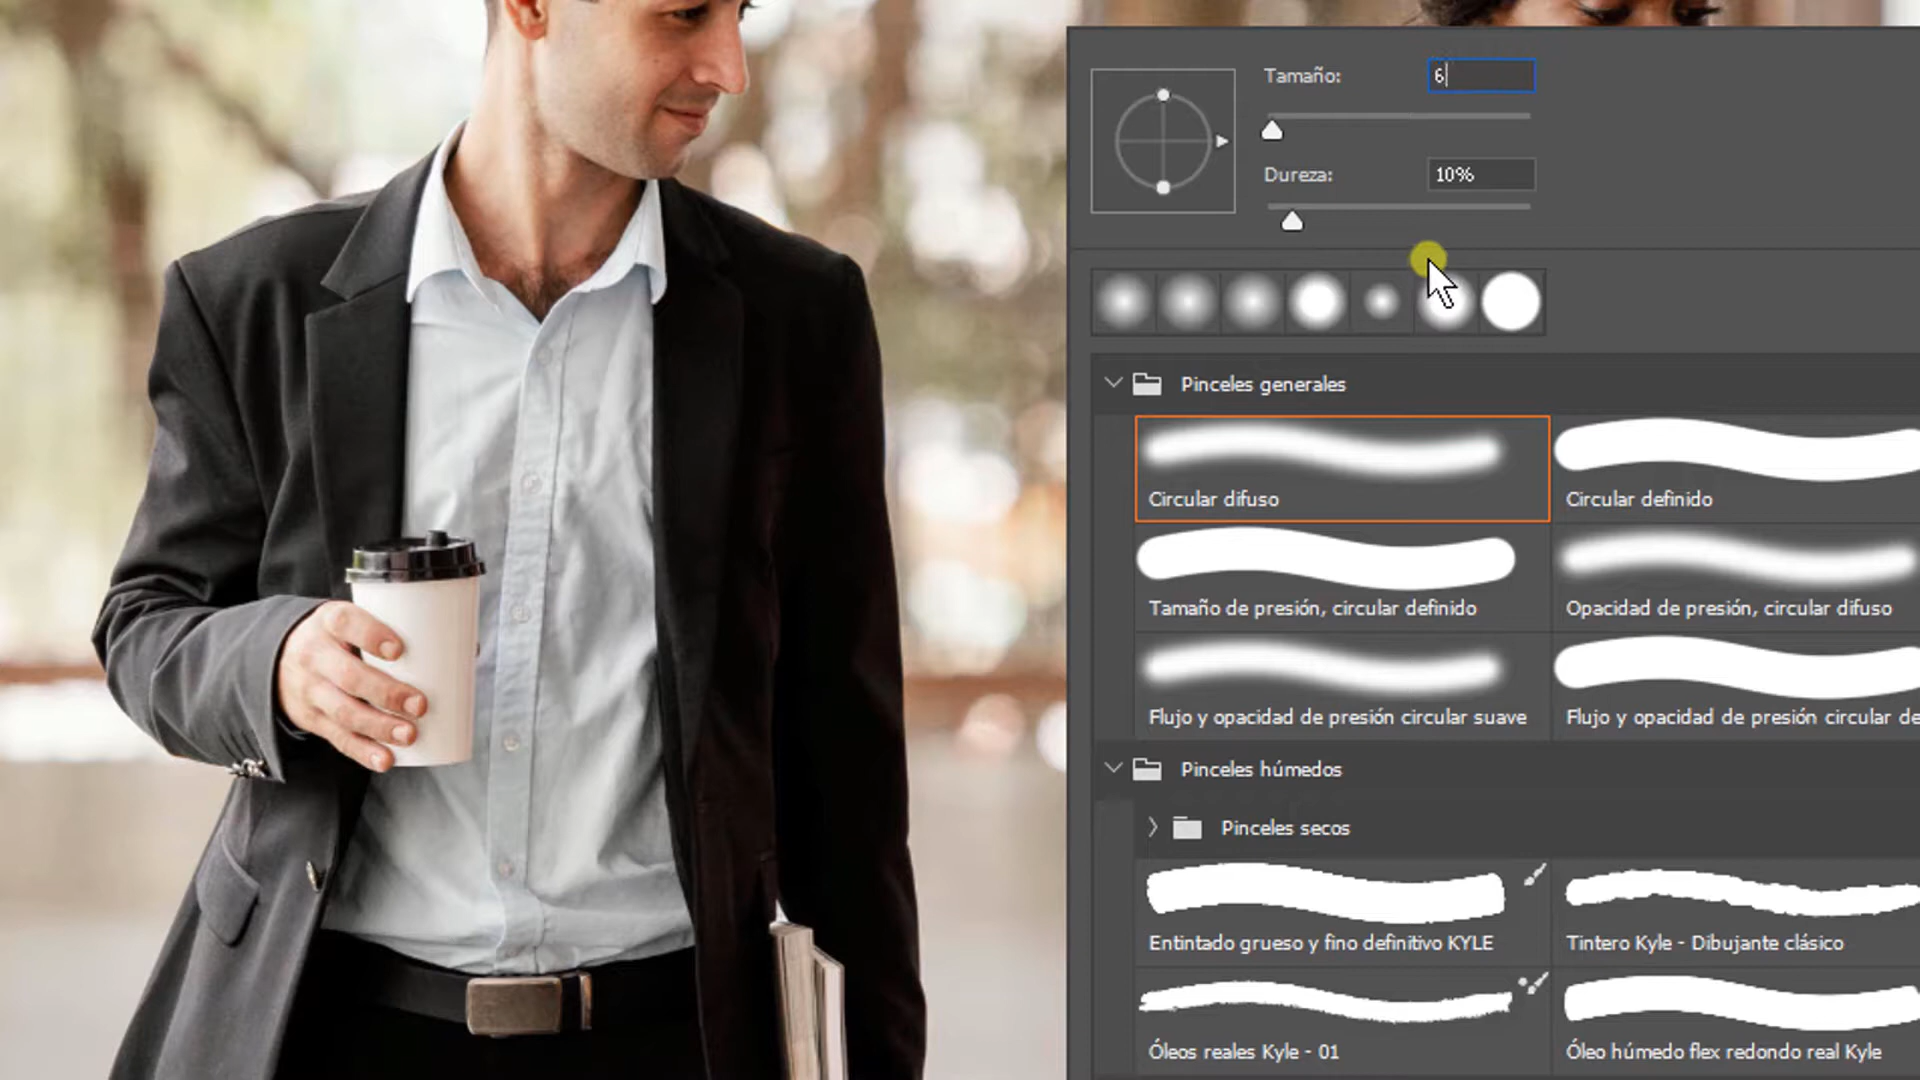 Tamaño: 6
Dureza: 10%
Pinceles generales
Circular difuso
Circular definido
Tamaño de presión, circular definido
Opacidad de presión, circular difuso
Flujo y opacidad de presión circular suave
Flujo y opacidad de presión circular de
Pinceles húmedos
Pinceles secos
Entintado grueso y fino definitivo KYLE
Tintero Kyle - Dibujante clásico
Óleos reales Kyle - 01
Óleo húmedo flex redondo real Kyle